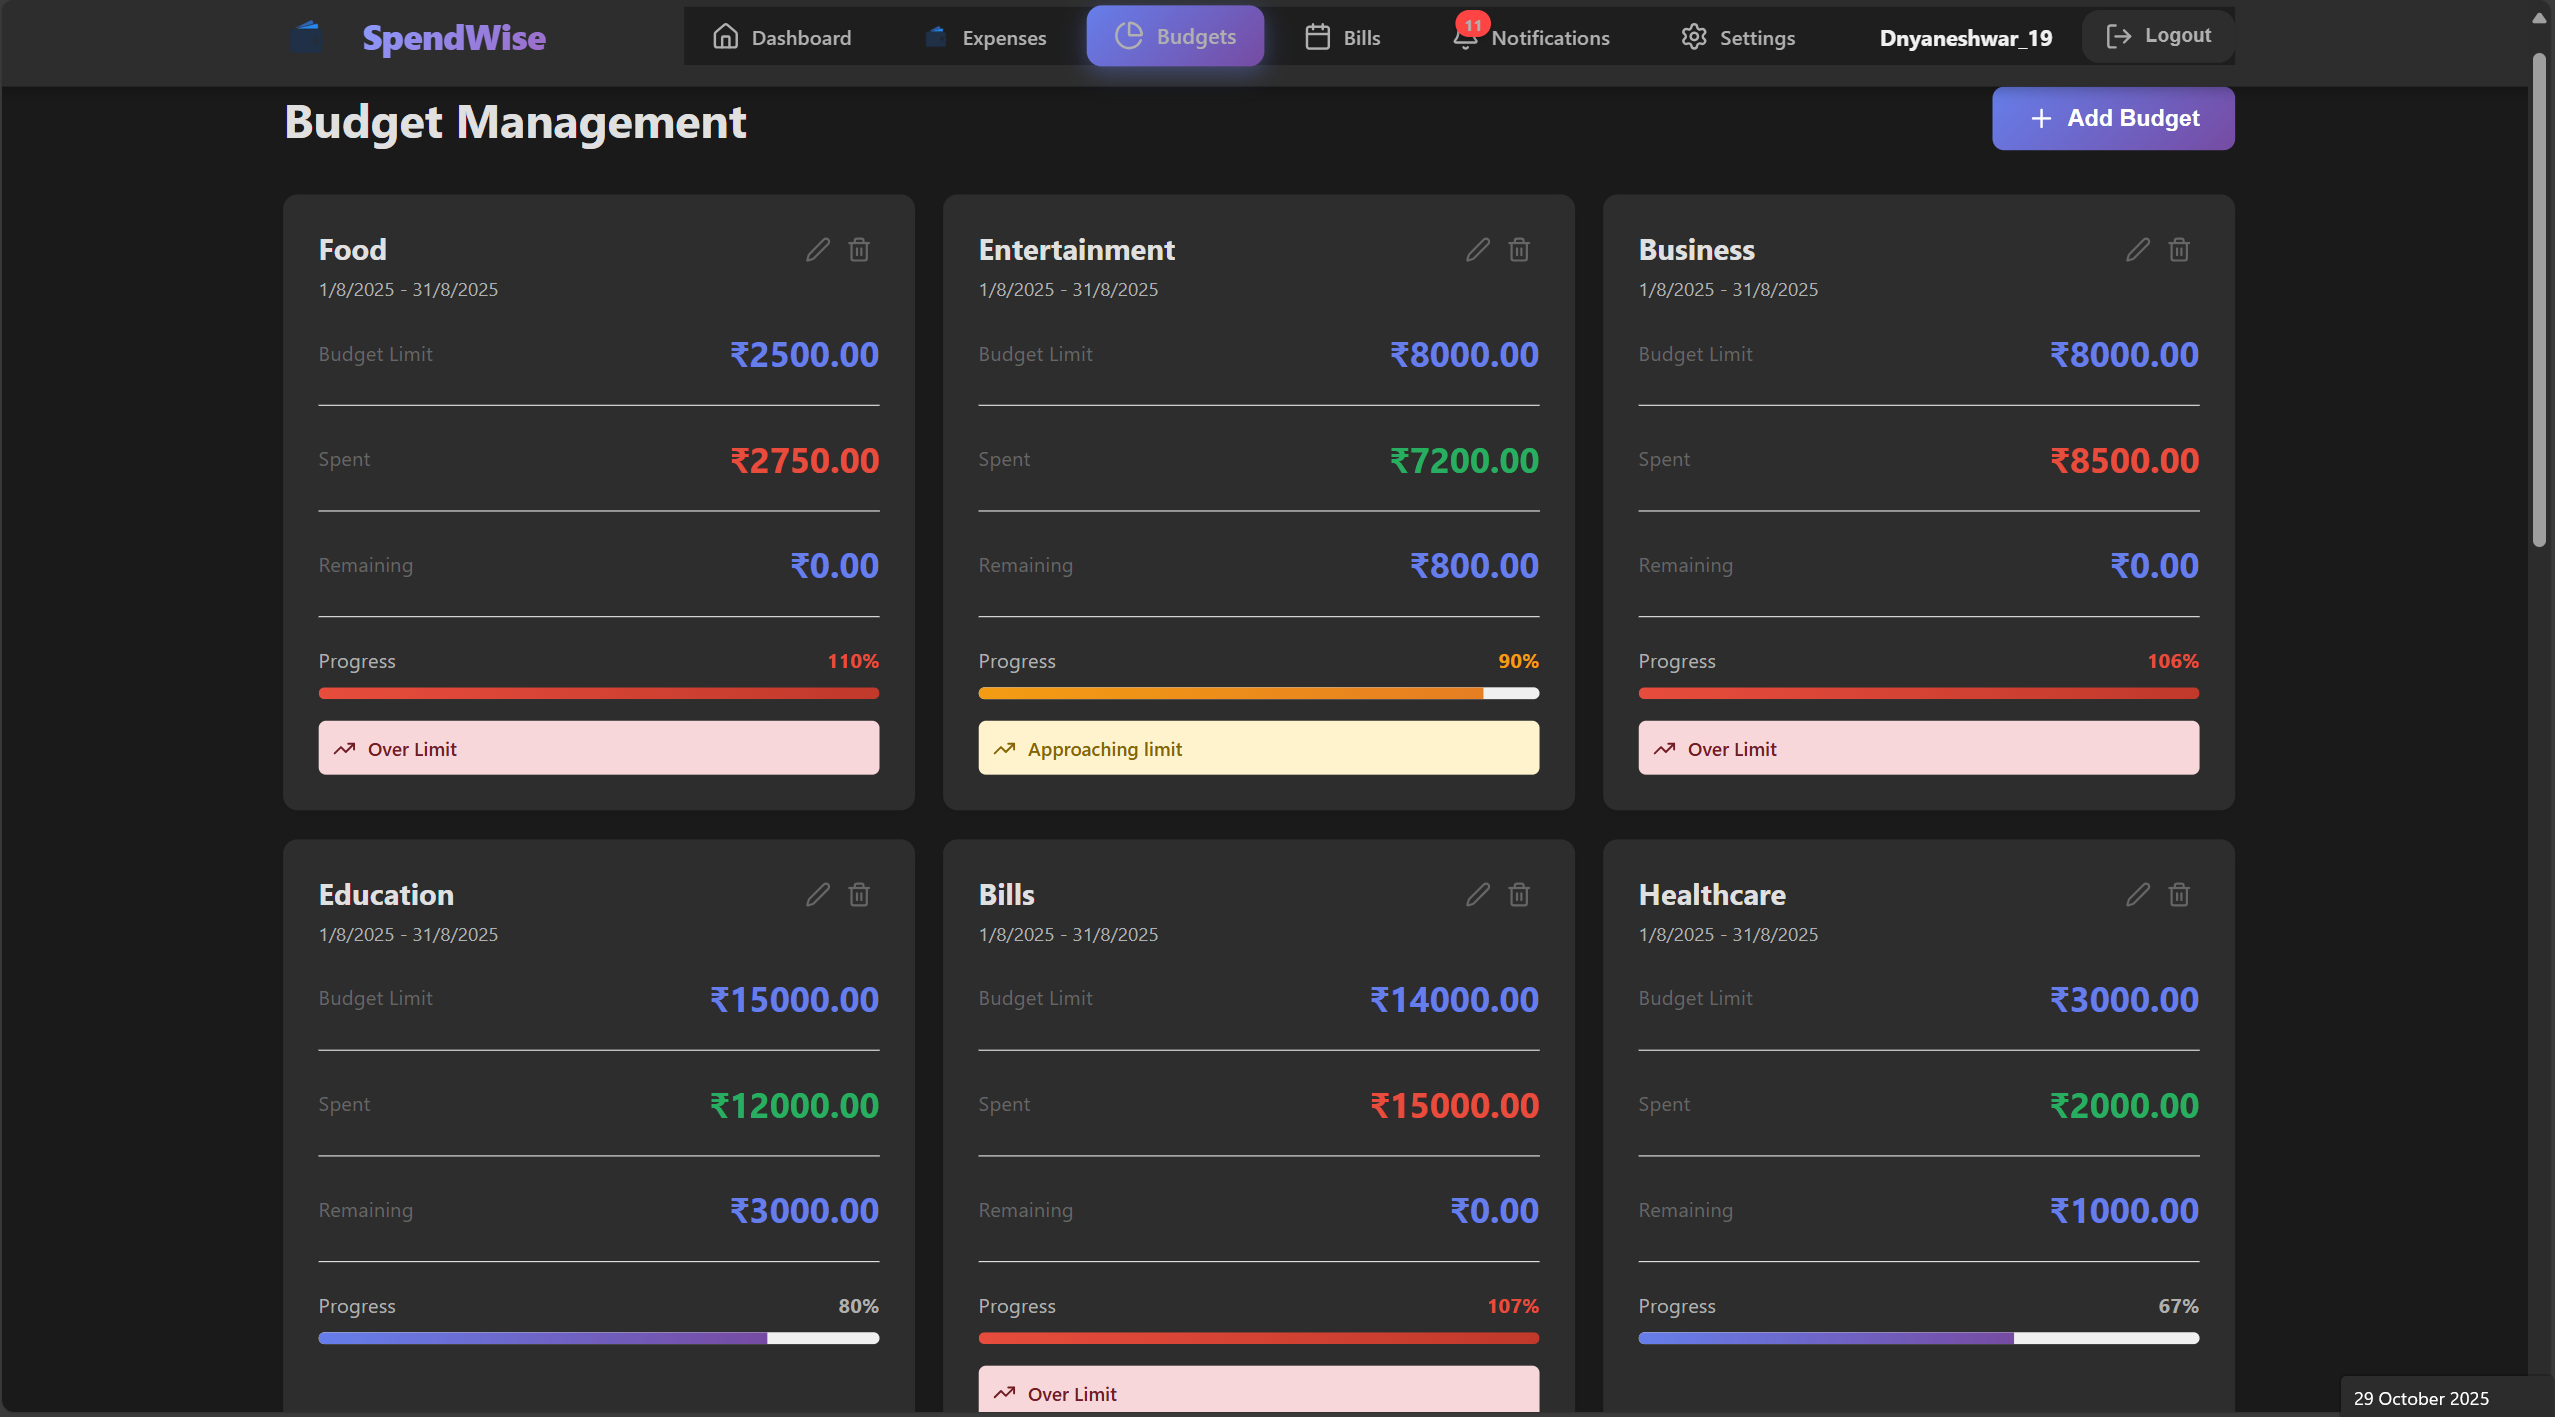 SpendWise Dashboard Expenses Budgets Bills 11 Notifications Settings Dnyaneshwar_19 Logout
Budget Management + Add Budget
Food
1/8/2025 - 31/8/2025
Budget Limit ₹2500.00
Spent ₹2750.00
Remaining ₹0.00
Progress 110%
Over Limit
Entertainment
1/8/2025 - 31/8/2025
Budget Limit ₹8000.00
Spent ₹7200.00
Remaining ₹800.00
Progress 90%
Approaching limit
Business
1/8/2025 - 31/8/2025
Budget Limit ₹8000.00
Spent ₹8500.00
Remaining ₹0.00
Progress 106%
Over Limit
Education
1/8/2025 - 31/8/2025
Budget Limit ₹15000.00
Spent ₹12000.00
Remaining ₹3000.00
Progress 80%
Bills
1/8/2025 - 31/8/2025
Budget Limit ₹14000.00
Spent ₹15000.00
Remaining ₹0.00
Progress 107%
Over Limit
Healthcare
1/8/2025 - 31/8/2025
Budget Limit ₹3000.00
Spent ₹2000.00
Remaining ₹1000.00
Progress 67%
29 October 2025